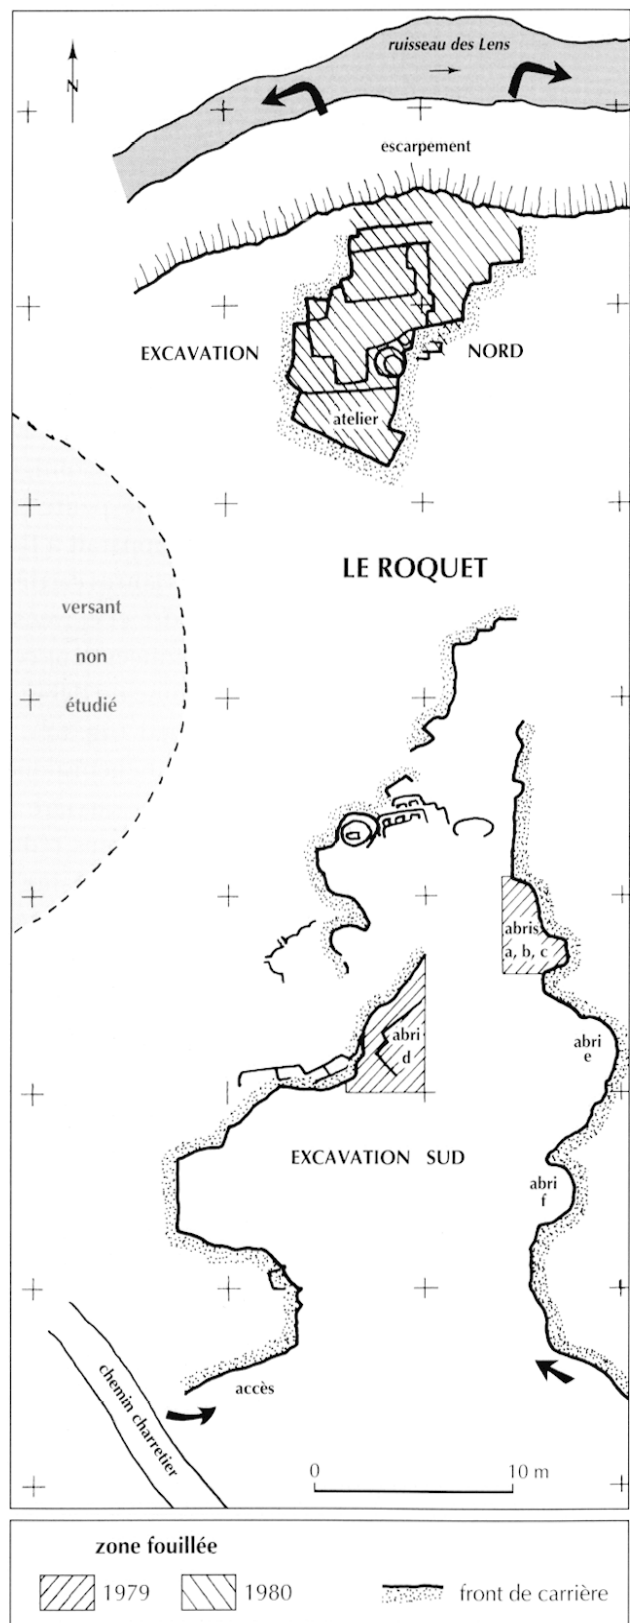 ruisseau des Lens
N
escarpement
EXCAVATION NORD
atelier
LE ROQUET
versant
non
étudié
abris
a, b, c
abri
d
abri
e
EXCAVATION SUD
abri
f
accès
chemin charretier
0 10 m
zone fouillée
1979 1980 front de carrière